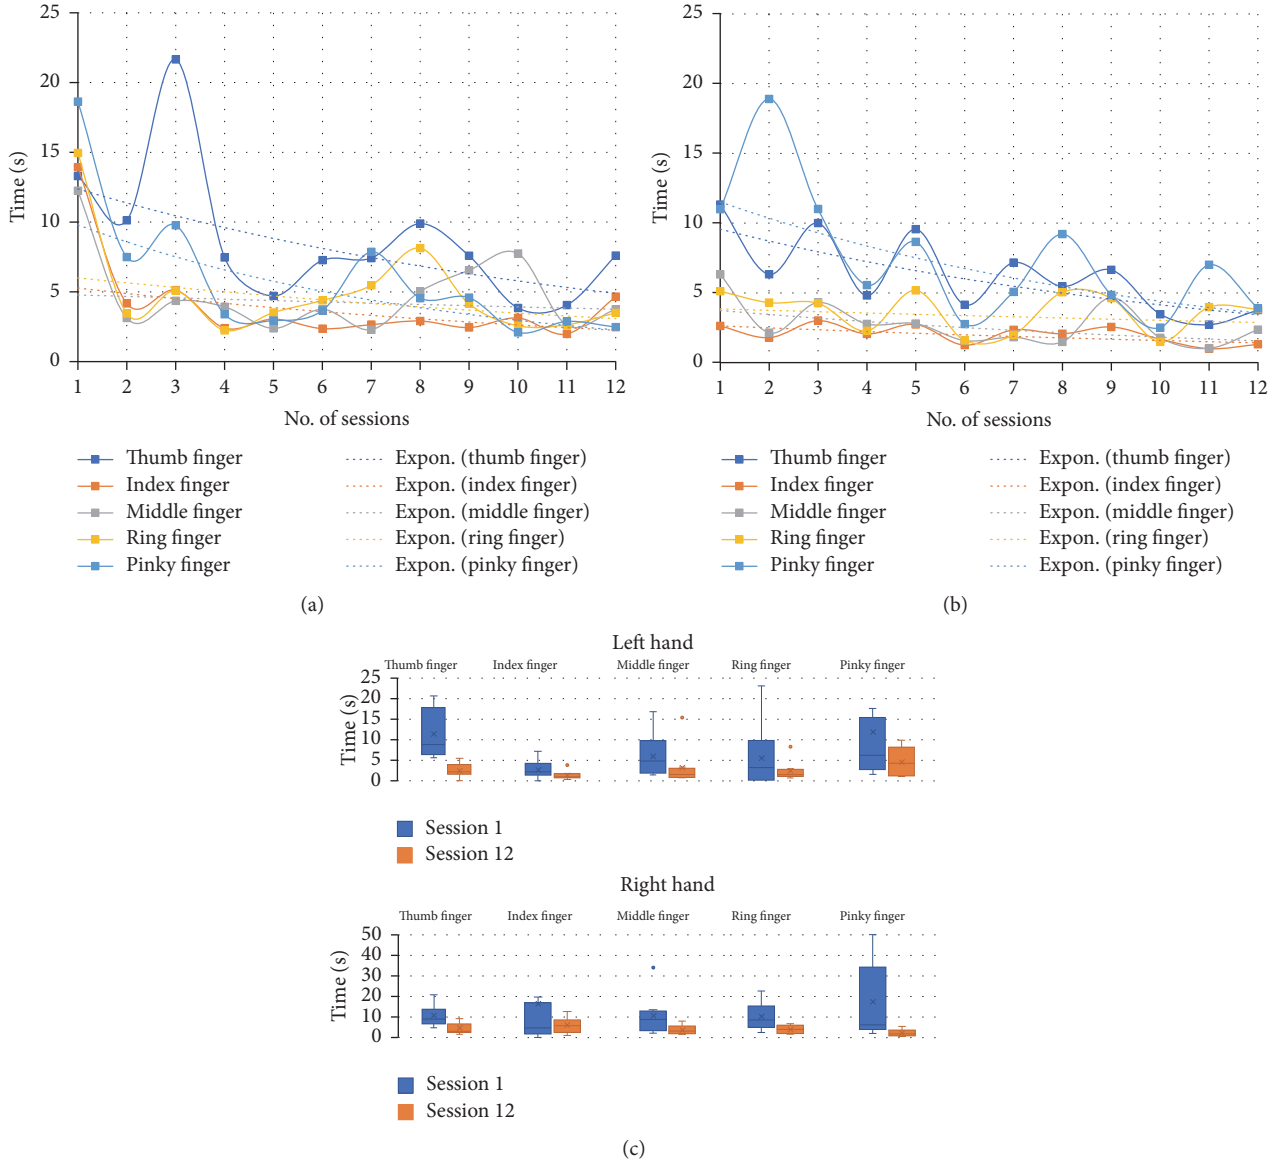 25
20
15
10
5
0
Time (s)
1 2 3 4 5 6 7 8 9 10 11 12
No. of sessions
Thumb finger
Index finger
Middle finger
Ring finger
Pinky finger
Expon. (thumb finger)
Expon. (index finger)
Expon. (middle finger)
Expon. (ring finger)
Expon. (pinky finger)
(a)
25
20
15
10
5
0
Time (s)
1 2 3 4 5 6 7 8 9 10 11 12
No. of sessions
Thumb finger
Index finger
Middle finger
Ring finger
Pinky finger
Expon. (thumb finger)
Expon. (index finger)
Expon. (middle finger)
Expon. (ring finger)
Expon. (pinky finger)
(b)
Left hand
Thumb finger Index finger Middle finger Ring finger Pinky finger
25
20
15
10
5
0
Time (s)
Session 1
Session 12
Right hand
Thumb finger Index finger Middle finger Ring finger Pinky finger
50
40
30
20
10
0
Time (s)
Session 1
Session 12
(c)